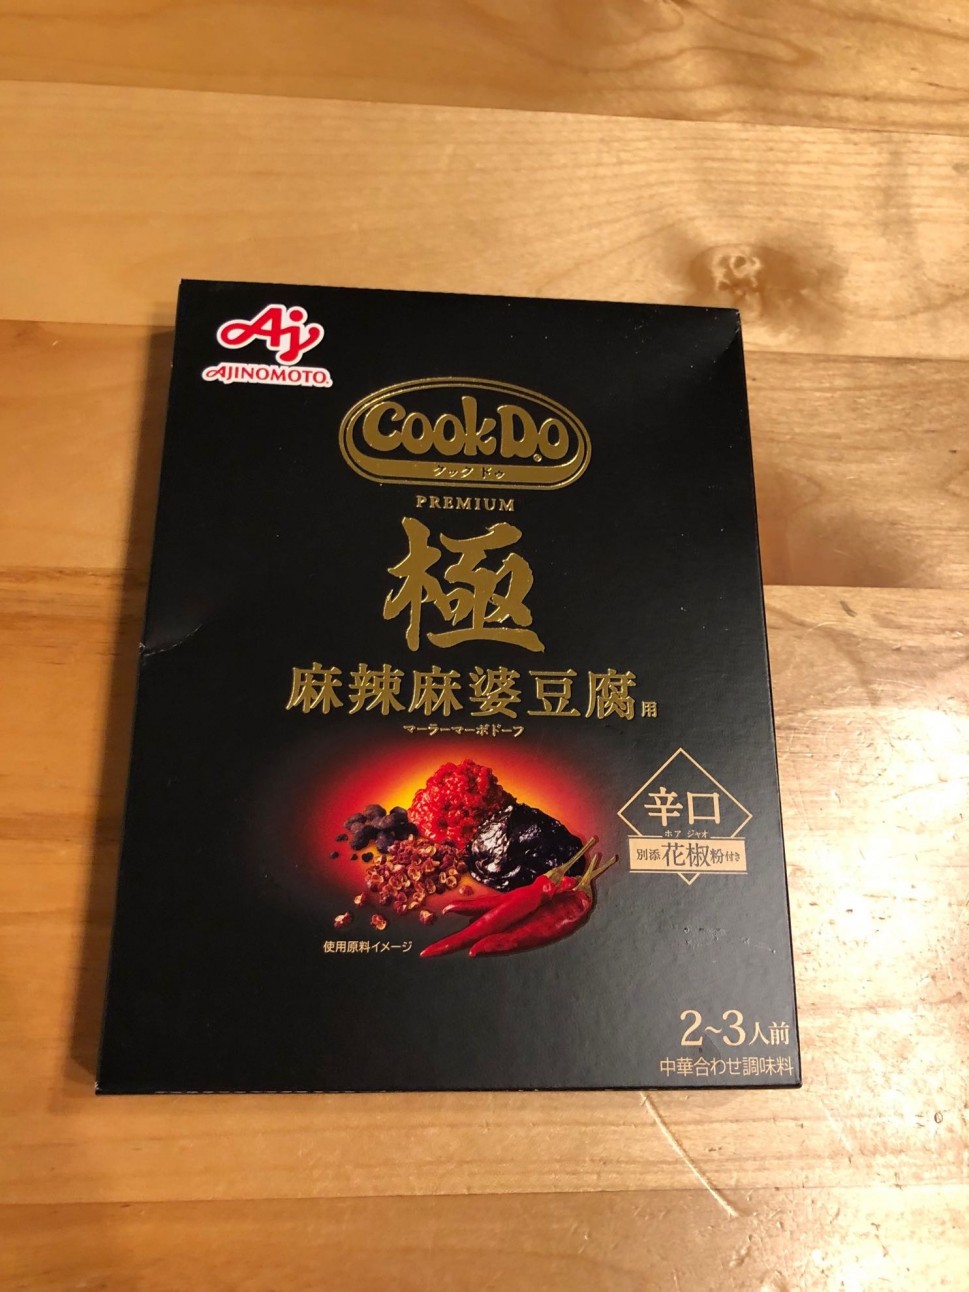 Aj
AJINOMOTO®
CookDo®
クック ドゥ
PREMIUM
極
麻辣麻婆豆腐用
マーラーマーボドーフ
辛口
ホア ジャオ
別添花椒粉付き
使用原料イメージ
2~3人前
中華合わせ調味料